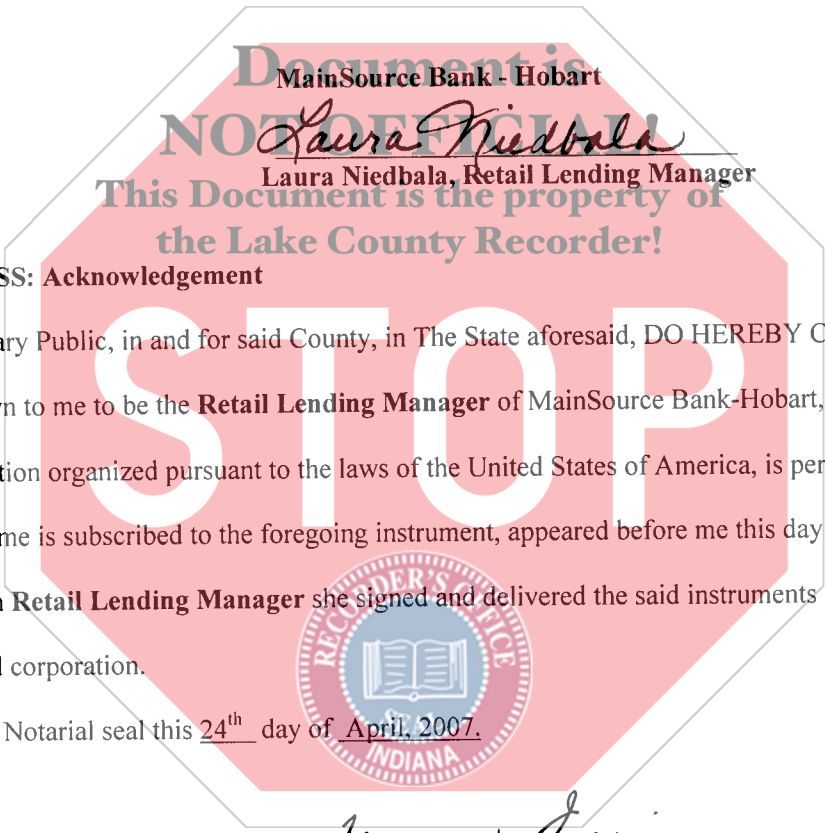 Document is
MainSource Bank - Hobart
NOT OFFICIAL!
Laura Niedbala
Laura Niedbala, Retail Lending Manager
This Document is the property of
the Lake County Recorder!
SS: Acknowledgement
ary Public, in and for said County, in The State aforesaid, DO HEREBY C
n to me to be the Retail Lending Manager of MainSource Bank-Hobart,
tion organized pursuant to the laws of the United States of America, is per
me is subscribed to the foregoing instrument, appeared before me this day
Retail Lending Manager she signed and delivered the said instruments
corporation.
Notarial seal this 24th day of April, 2007.
STOP
RECORDER'S OFFICE
SEAL
INDIANA